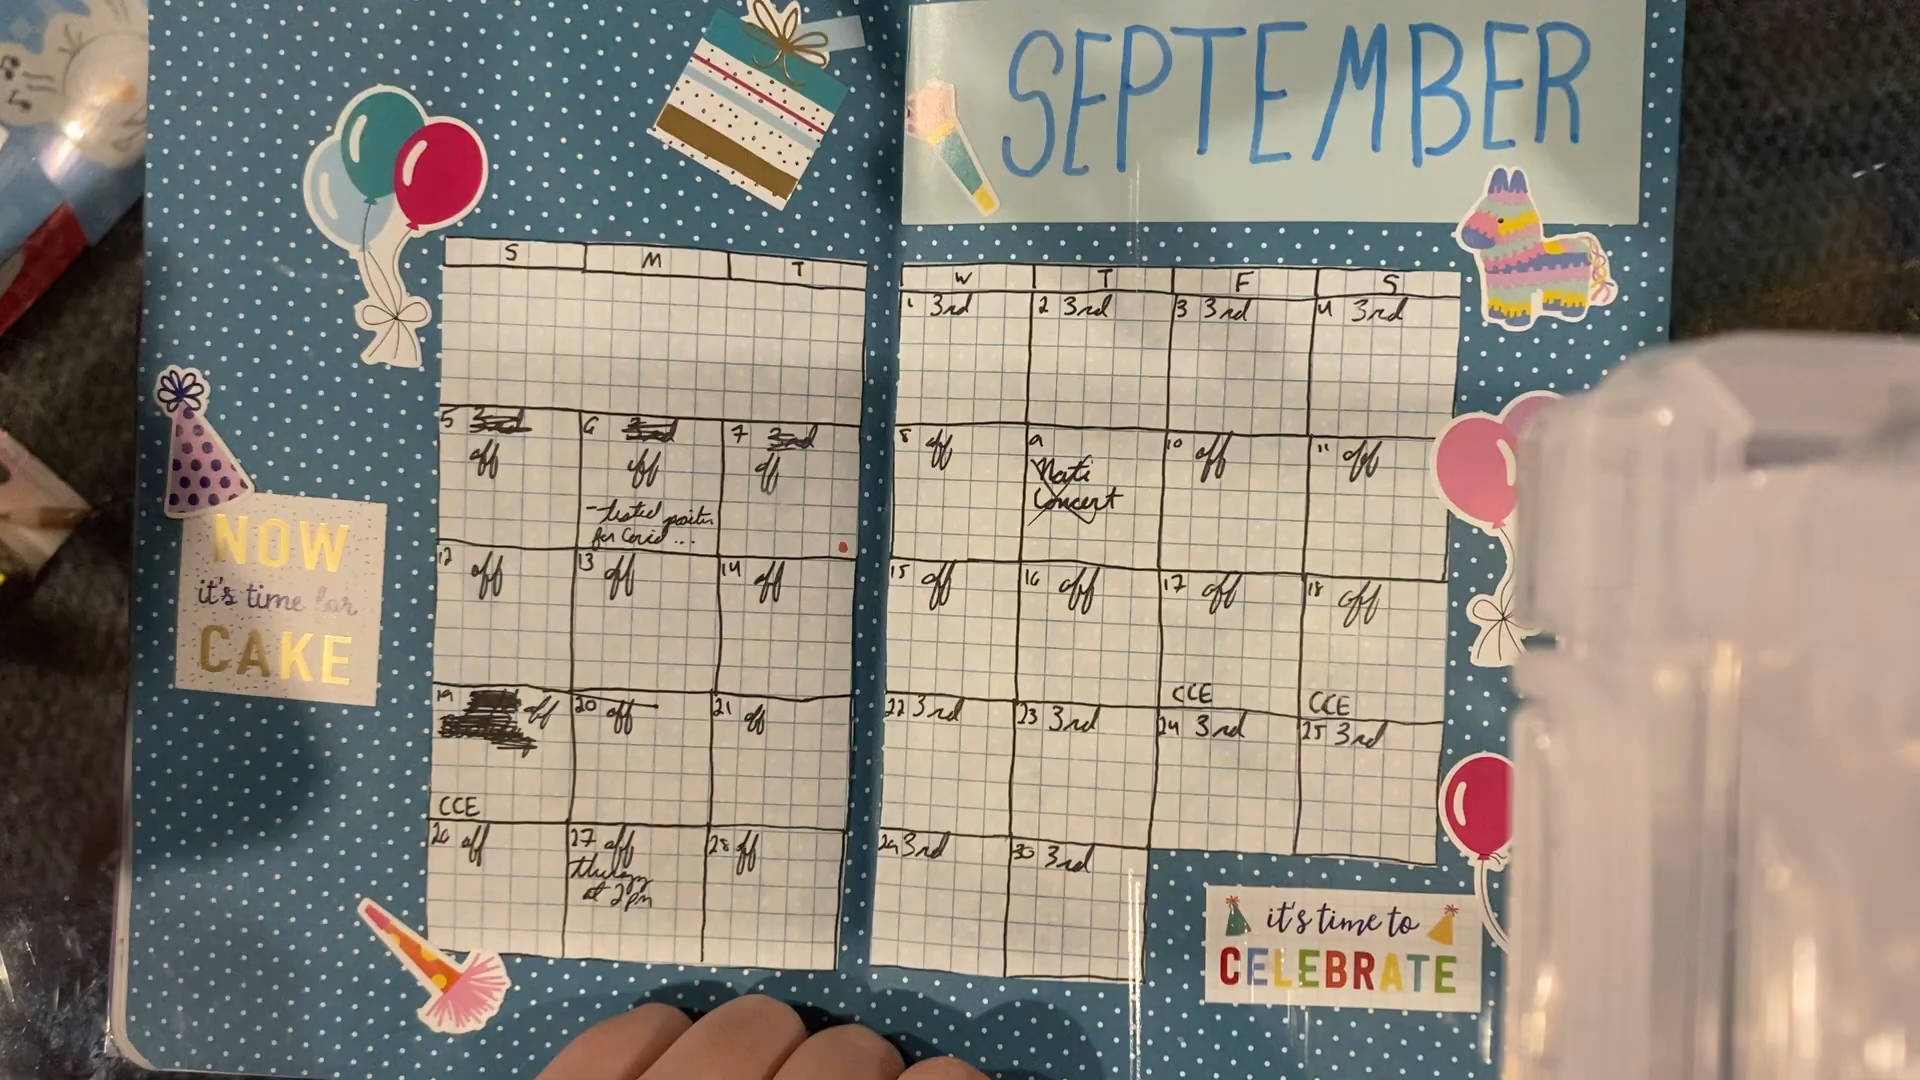 SEPTEMBER
S M T W T F S
1 3rd
2 3rd
3 3rd
4 3rd
5 off
6 off
-tested
for Covid...
7 off
8 off
9
Concert
10 off
11 off
12 off
13 off
14 off
15 off
16 off
17 off
CCE
18 off
CCE
19 off
CCE
20 off
21 off
22 3rd
23 3rd
24 3rd
25 3rd
26 off
27 off
therapy
at 2pm
28 off
29 3rd
30 3rd
NOW
it's time for
CAKE
it's time to
CELEBRATE